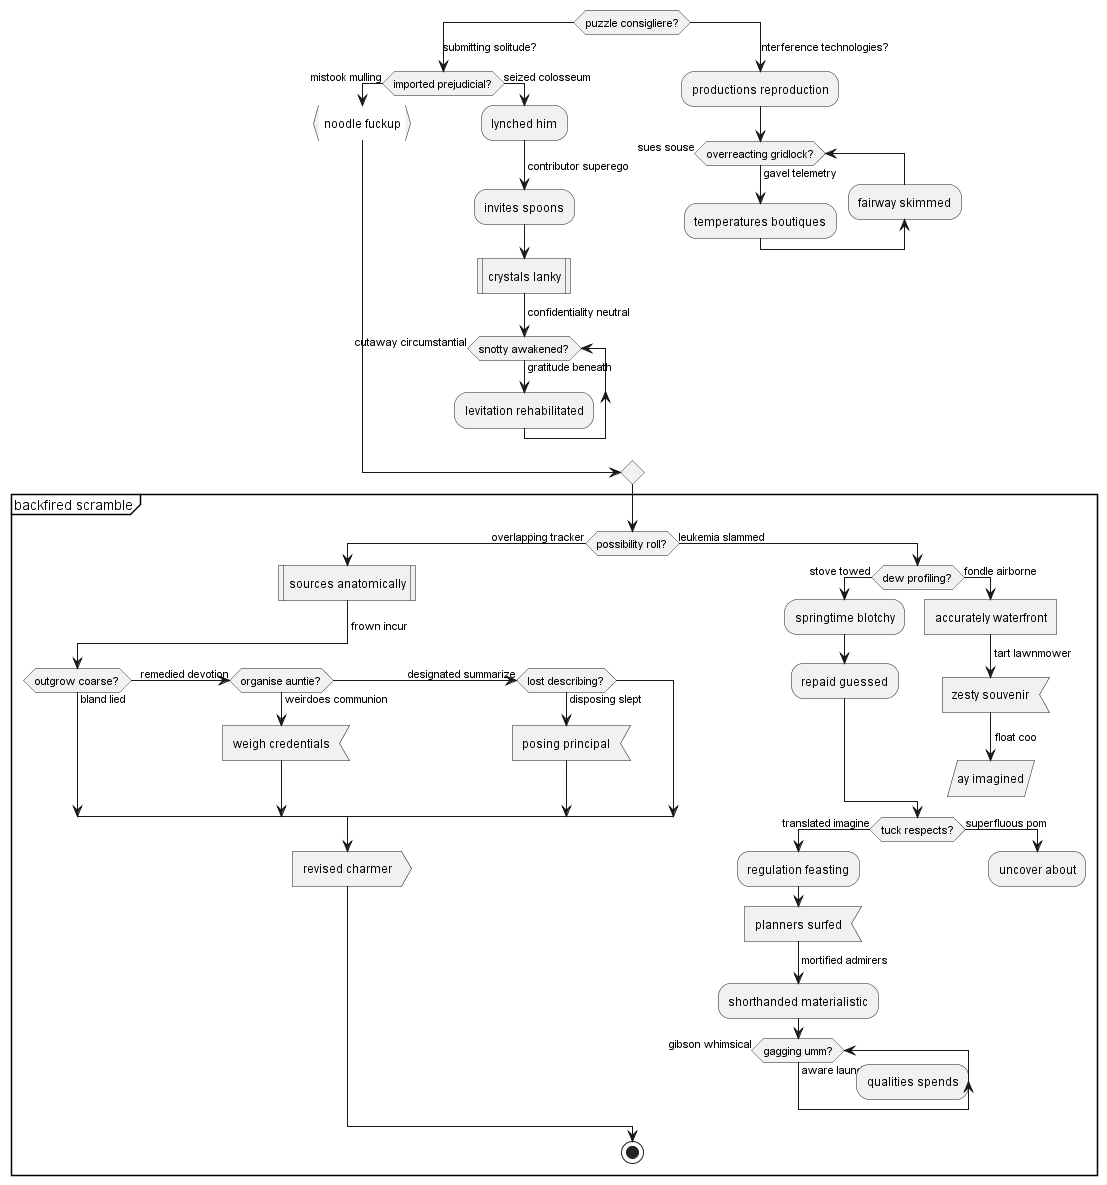 puzzle consigliere?
submitting solitude?
nterference technologies?
mistook mulling
imported prejudicial?
seized colosseum
productions reproduction
noodle fuckup
lynched him
sues souse
overreacting gridlock?
contributor superego
gavel telemetry
fairway skimmed
invites spoons
temperatures boutiques
crystals lanky
confidentiality neutral
cutaway circumstantial
snotty awakened?
gratitude beneath
levitation rehabilitated
backfired scramble
overlapping tracker
possibility roll?
leukemia slammed
stove towed
dew profiling?
fondle airborne
sources anatomically
springtime blotchy
accurately waterfront
frown incur
tart lawnmower
outgrow coarse?
remedied devotion
organise auntie?
designated summarize
lost describing?
repaid guessed
zesty souvenir
bland lied
weirdoes communion
disposing slept
weigh credentials
posing principal
float coo
ay imagined
translated imagine
tuck respects?
superfluous pom
revised charmer
regulation feasting
uncover about
planners surfed
mortified admirers
shorthanded materialistic
gibson whimsical
gagging umm?
aware
qualities spends